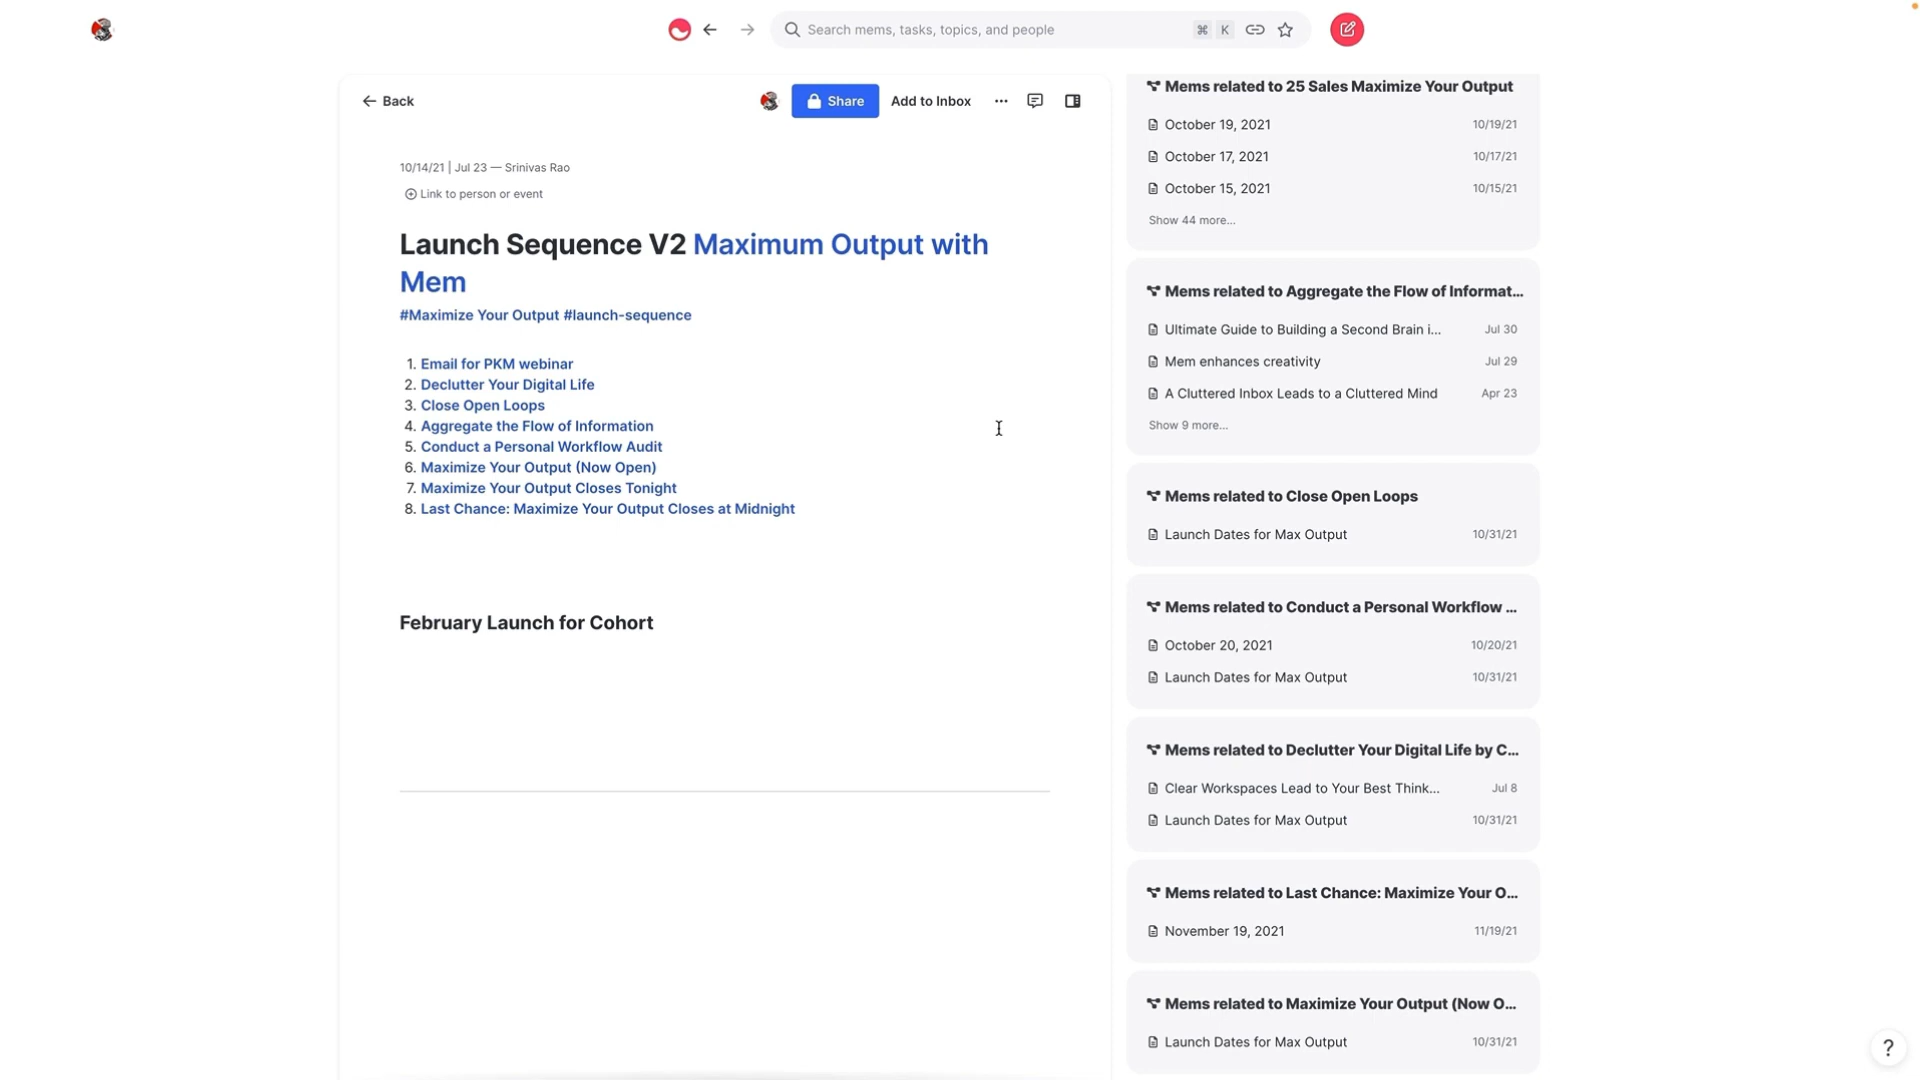 Search mems, tasks, topics, and people
⌘ K
← Back
Share
Add to Inbox
10/14/21 | Jul 23 — Srinivas Rao
Link to person or event
Launch Sequence V2 Maximum Output with
Mem
#Maximize Your Output #launch-sequence
1. Email for PKM webinar
2. Declutter Your Digital Life
3. Close Open Loops
4. Aggregate the Flow of Information
5. Conduct a Personal Workflow Audit
6. Maximize Your Output (Now Open)
7. Maximize Your Output Closes Tonight
8. Last Chance: Maximize Your Output Closes at Midnight
February Launch for Cohort
Mems related to 25 Sales Maximize Your Output
October 19, 2021 10/19/21
October 17, 2021 10/17/21
October 15, 2021 10/15/21
Show 44 more...
Mems related to Aggregate the Flow of Informat...
Ultimate Guide to Building a Second Brain i... Jul 30
Mem enhances creativity Jul 29
A Cluttered Inbox Leads to a Cluttered Mind Apr 23
Show 9 more...
Mems related to Close Open Loops
Launch Dates for Max Output 10/31/21
Mems related to Conduct a Personal Workflow ...
October 20, 2021 10/20/21
Launch Dates for Max Output 10/31/21
Mems related to Declutter Your Digital Life by C...
Clear Workspaces Lead to Your Best Think... Jul 8
Launch Dates for Max Output 10/31/21
Mems related to Last Chance: Maximize Your O...
November 19, 2021 11/19/21
Mems related to Maximize Your Output (Now O...
Launch Dates for Max Output 10/31/21
?